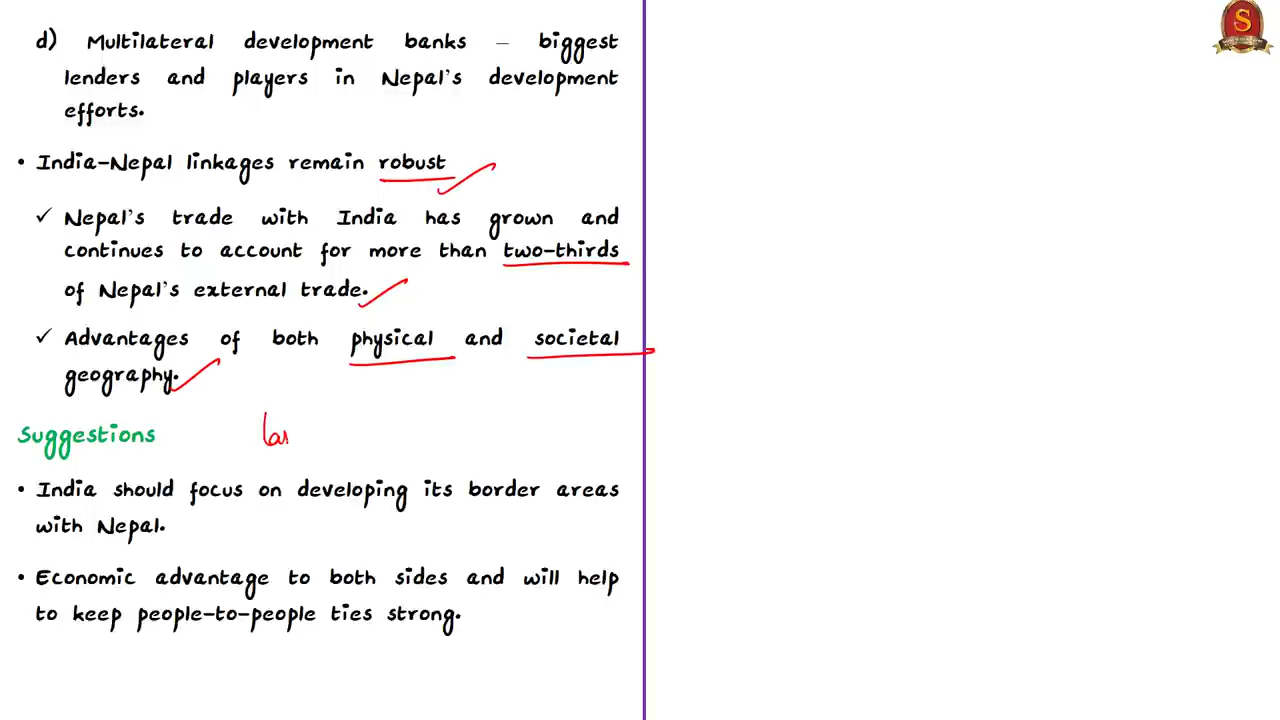 d) Multilateral development banks – biggest
lenders and players in Nepal's development
efforts.
• India-Nepal linkages remain robust
✓ Nepal's trade with India has grown and
continues to account for more than two-thirds
of Nepal's external trade.
✓ Advantages of both physical and societal
geography.
Suggestions
• India should focus on developing its border areas
with Nepal.
• Economic advantage to both sides and will help
to keep people-to-people ties strong.
S